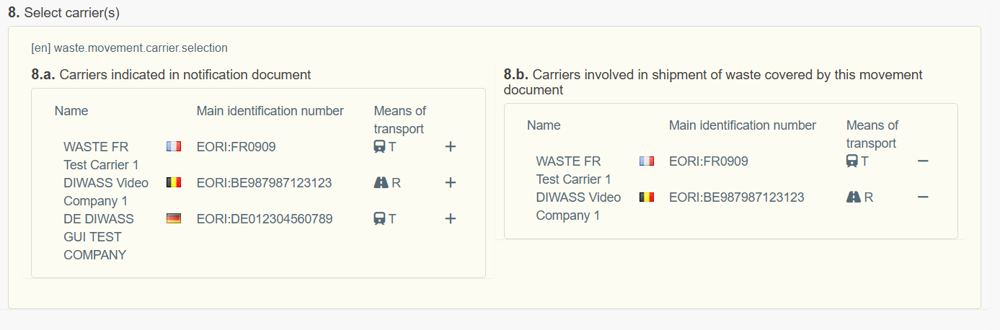 8. Select carrier(s)
[en] waste.movement.carrier.selection
8.a. Carriers indicated in notification document
Name Main identification number Means of
transport
WASTE FR EORI:FR0909 T +
Test Carrier 1
DIWASS Video EORI:BE987987123123 R +
Company 1
DE DIWASS EORI:DE012304560789 T +
GUI TEST
COMPANY
8.b. Carriers involved in shipment of waste covered by this movement
document
Name Main identification number Means of
transport
WASTE FR EORI:FR0909 T −
Test Carrier 1
DIWASS Video EORI:BE987987123123 R −
Company 1